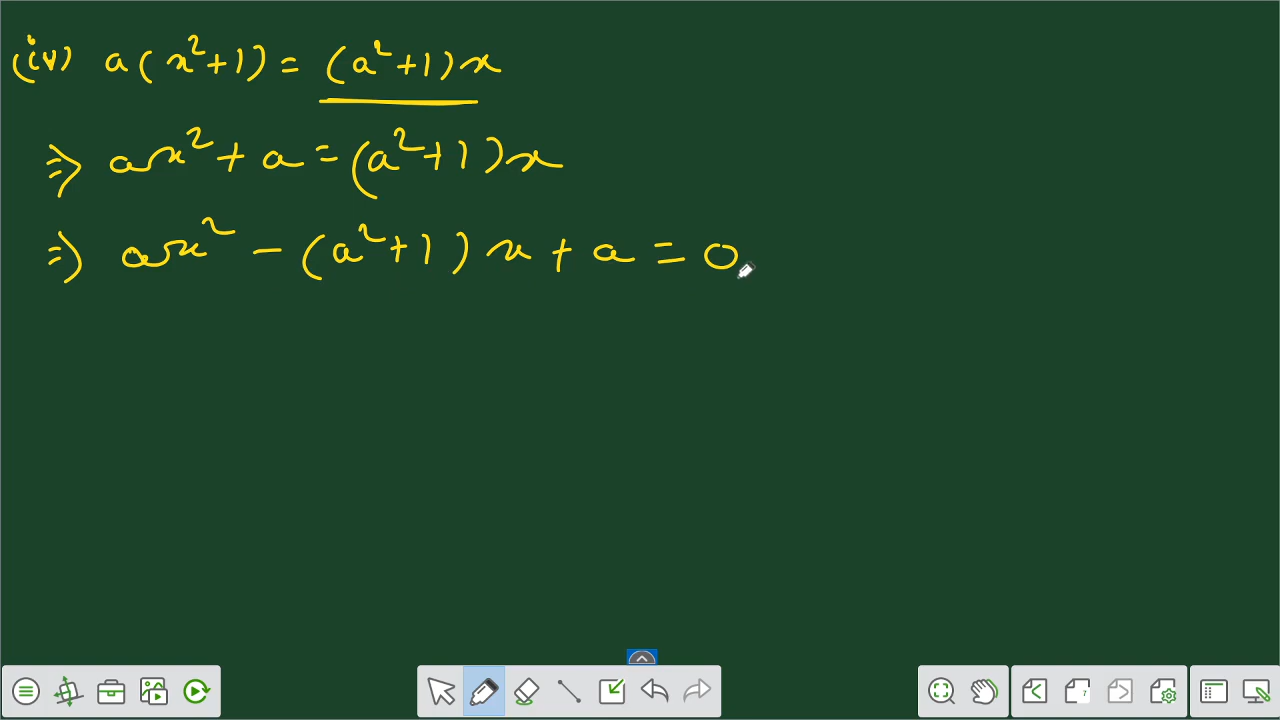 (iv) a(x²+1) = (a²+1)x
⇒ ax² + a = (a²+1)x
⇒ ax² - (a²+1)x + a = 0